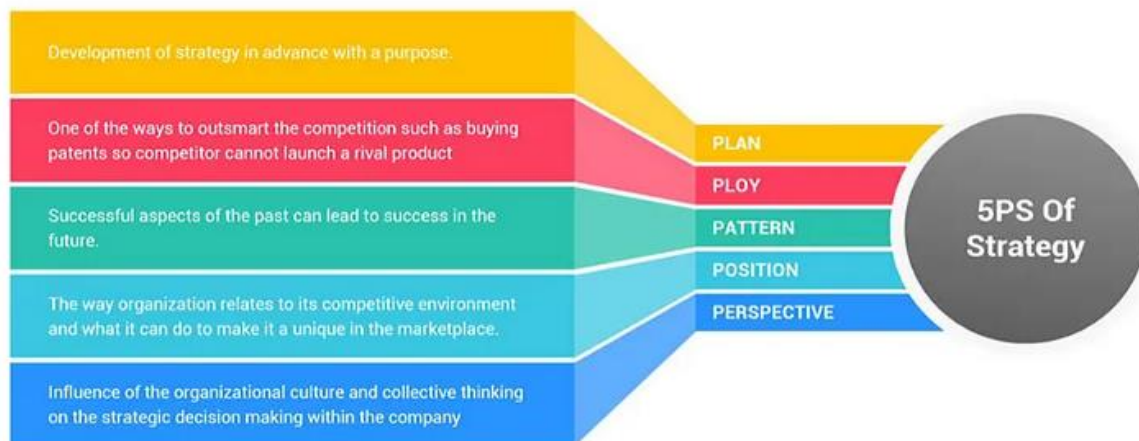 Development of strategy in advance with a purpose.
One of the ways to outsmart the competition such as buying
patents so competitor cannot launch a rival product
Successful aspects of the past can lead to success in the
future.
The way organization relates to its competitive environment
and what it can do to make it a unique in the marketplace.
Influence of the organizational culture and collective thinking
on the strategic decision making within the company
PLAN
PLOY
PATTERN
POSITION
PERSPECTIVE
5PS Of
Strategy